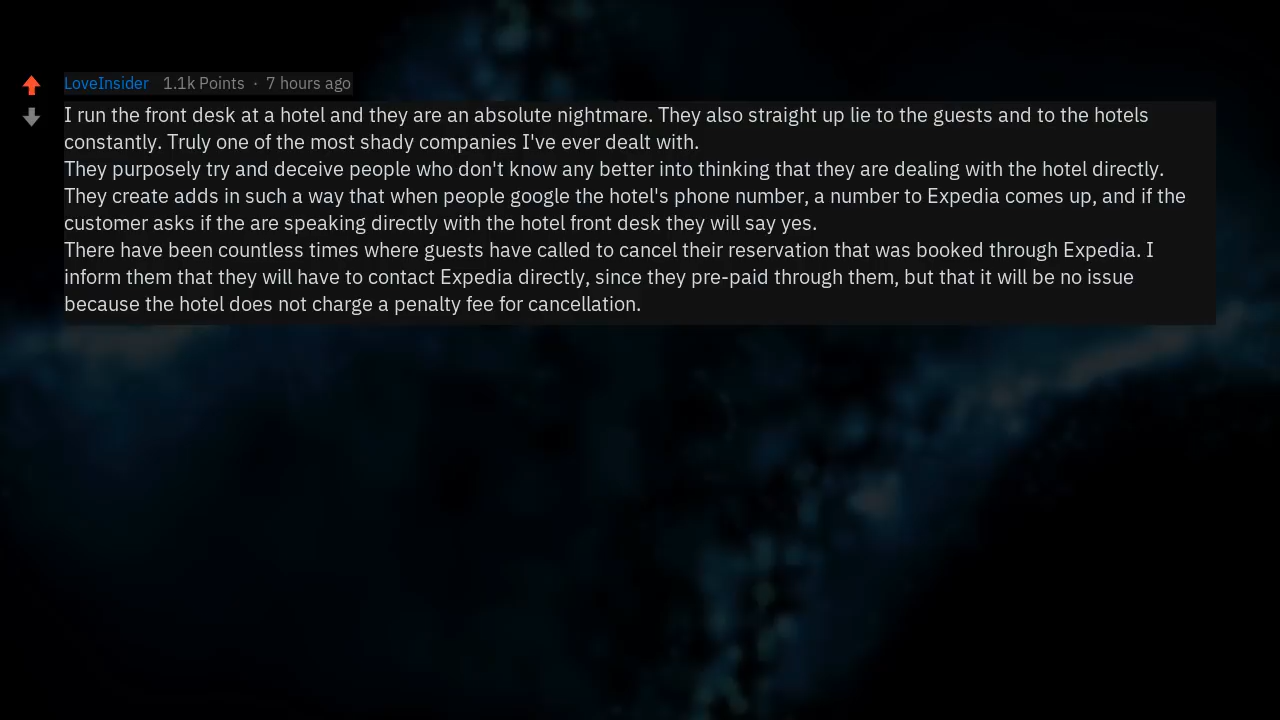 LoveInsider 1.1k Points · 7 hours ago
I run the front desk at a hotel and they are an absolute nightmare. They also straight up lie to the guests and to the hotels
constantly. Truly one of the most shady companies I've ever dealt with.
They purposely try and deceive people who don't know any better into thinking that they are dealing with the hotel directly.
They create adds in such a way that when people google the hotel's phone number, a number to Expedia comes up, and if the
customer asks if the are speaking directly with the hotel front desk they will say yes.
There have been countless times where guests have called to cancel their reservation that was booked through Expedia. I
inform them that they will have to contact Expedia directly, since they pre-paid through them, but that it will be no issue
because the hotel does not charge a penalty fee for cancellation.